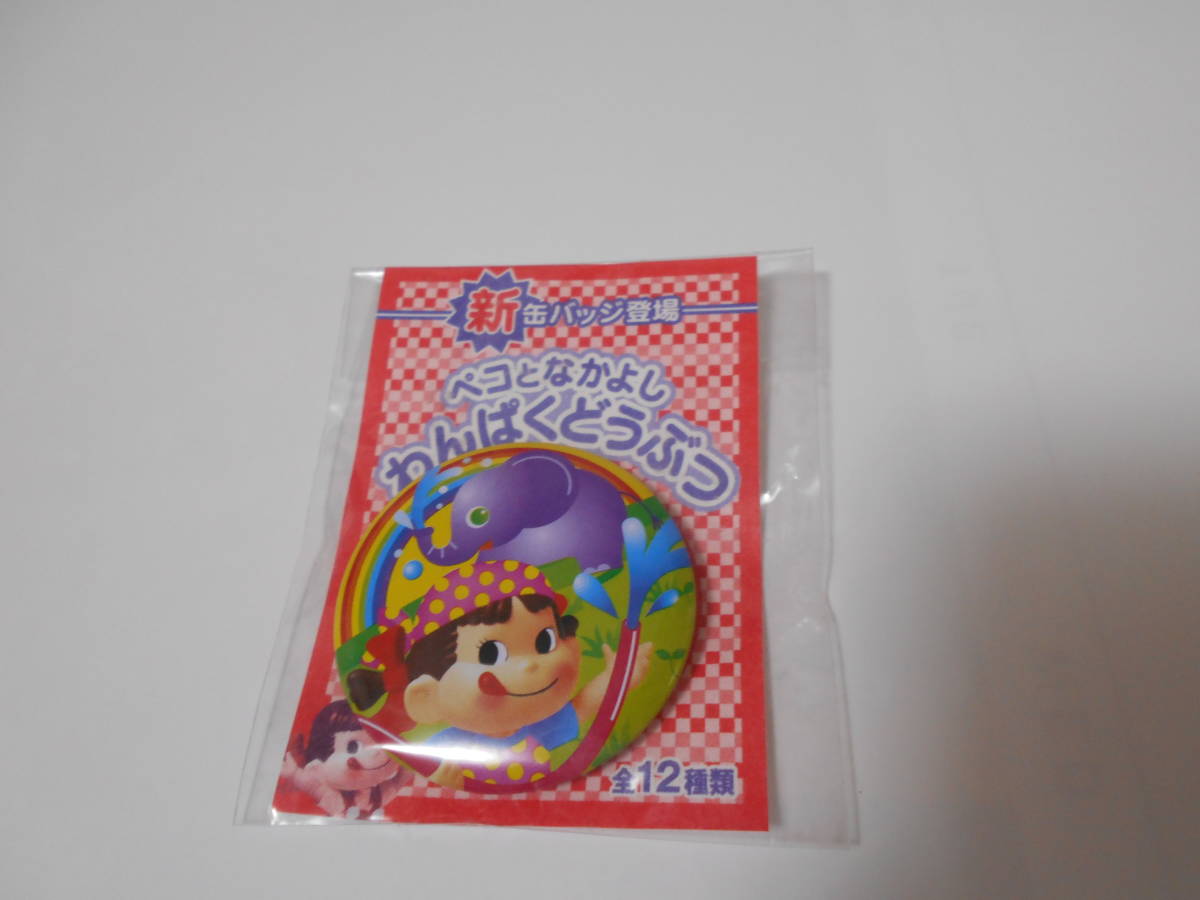 新缶バッジ登場
ペコとなかよし
わんぱくどうぶつ
全12種類